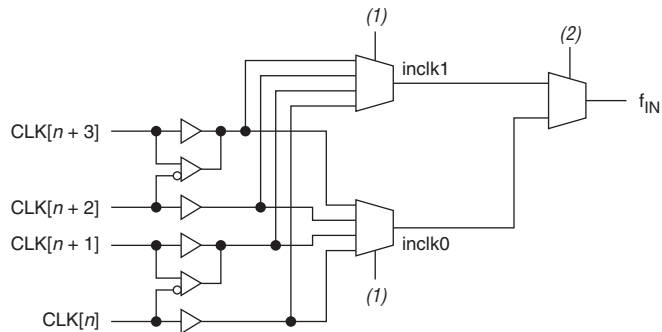 (1)
(2)
inclk1
f_IN
CLK[n + 3]
CLK[n + 2]
CLK[n + 1]
inclk0
(1)
CLK[n]